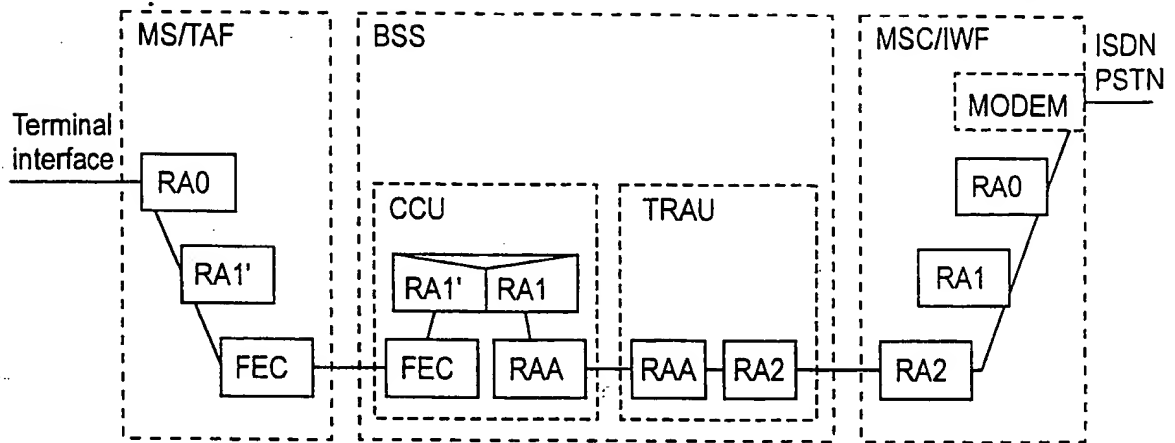 MS/TAF
BSS
MSC/IWF
ISDN
PSTN
MODEM
Terminal
interface
RA0
RA0
CCU
TRAU
RA1'
RA1'
RA1
RA1
FEC
FEC
RAA
RAA
RA2
RA2